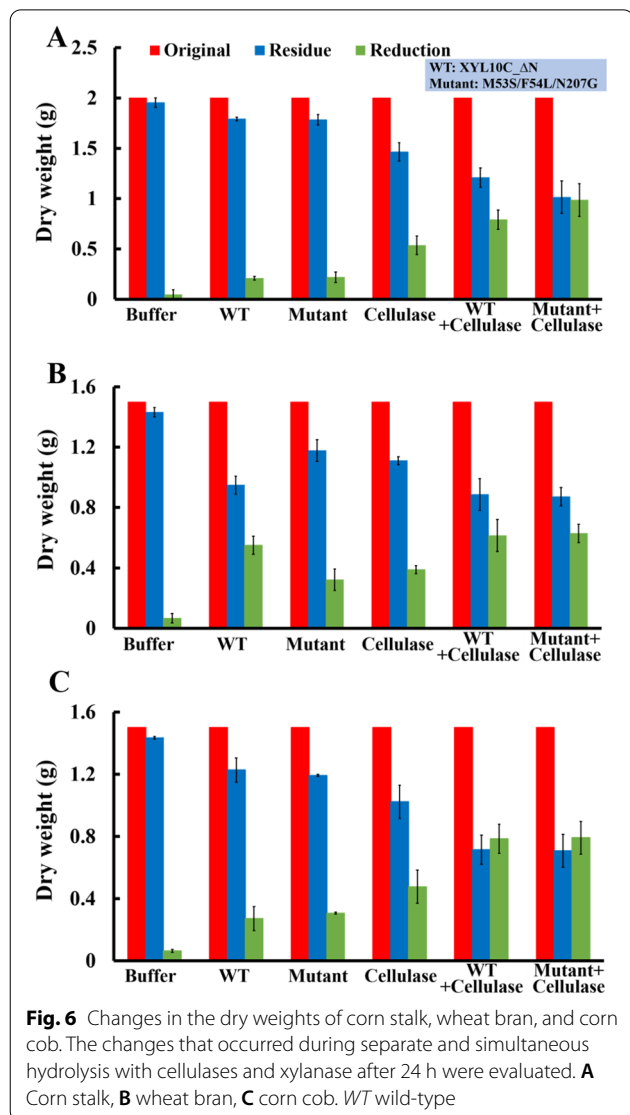 A
Original Residue Reduction
WT: XYL10C_ΔN
Mutant: M53S/F54L/N207G
Dry weight (g)
2.5
2
1.5
1
0.5
0
Buffer WT Mutant Cellulase WT +Cellulase Mutant+ Cellulase
B
Dry weight (g)
1.6
1.2
0.8
0.4
0
Buffer WT Mutant Cellulase WT +Cellulase Mutant+ Cellulase
C
Dry weight (g)
1.6
1.2
0.8
0.4
0
Buffer WT Mutant Cellulase WT +Cellulase Mutant+ Cellulase
Fig. 6 Changes in the dry weights of corn stalk, wheat bran, and corn
cob. The changes that occurred during separate and simultaneous
hydrolysis with cellulases and xylanase after 24 h were evaluated. A
Corn stalk, B wheat bran, C corn cob. WT wild-type